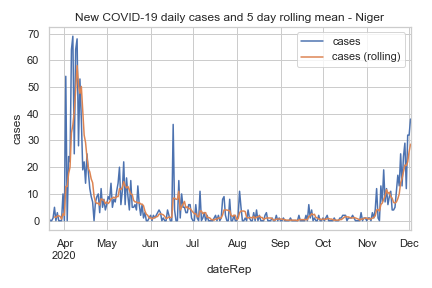 New COVID-19 daily cases and 5 day rolling mean - Niger
cases
cases (rolling)
cases
70
60
50
40
30
20
10
0
Apr May Jun Jul Aug Sep Oct Nov Dec
2020
dateRep